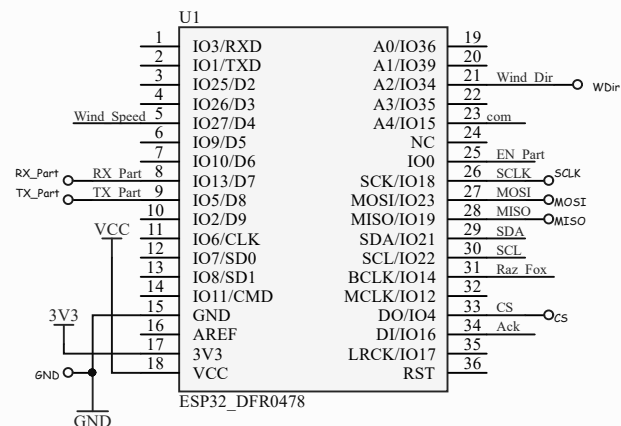 U1
1 IO3/RXD A0/IO36 19
2 IO1/TXD A1/IO39 20
3 IO25/D2 A2/IO34 21 Wind_Dir WDir
4 IO26/D3 A3/IO35 22
Wind_Speed 5 IO27/D4 A4/IO15 23 com
6 IO9/D5 NC 24
7 IO10/D6 IO0 25 EN_Part
RX_Part RX_Part 8 IO13/D7 SCK/IO18 26 SCLK SCLK
TX_Part TX_Part 9 IO5/D8 MOSI/IO23 27 MOSI MOSI
10 IO2/D9 MISO/IO19 28 MISO MISO
VCC 11 IO6/CLK SDA/IO21 29 SDA
12 IO7/SD0 SCL/IO22 30 SCL
13 IO8/SD1 BCLK/IO14 31 Raz_Fox
14 IO11/CMD MCLK/IO12 32
3V3 15 GND DO/IO4 33 CS CS
16 AREF DI/IO16 34 Ack
17 3V3 LRCK/IO17 35
GND 18 VCC RST 36
ESP32_DFR0478
GND